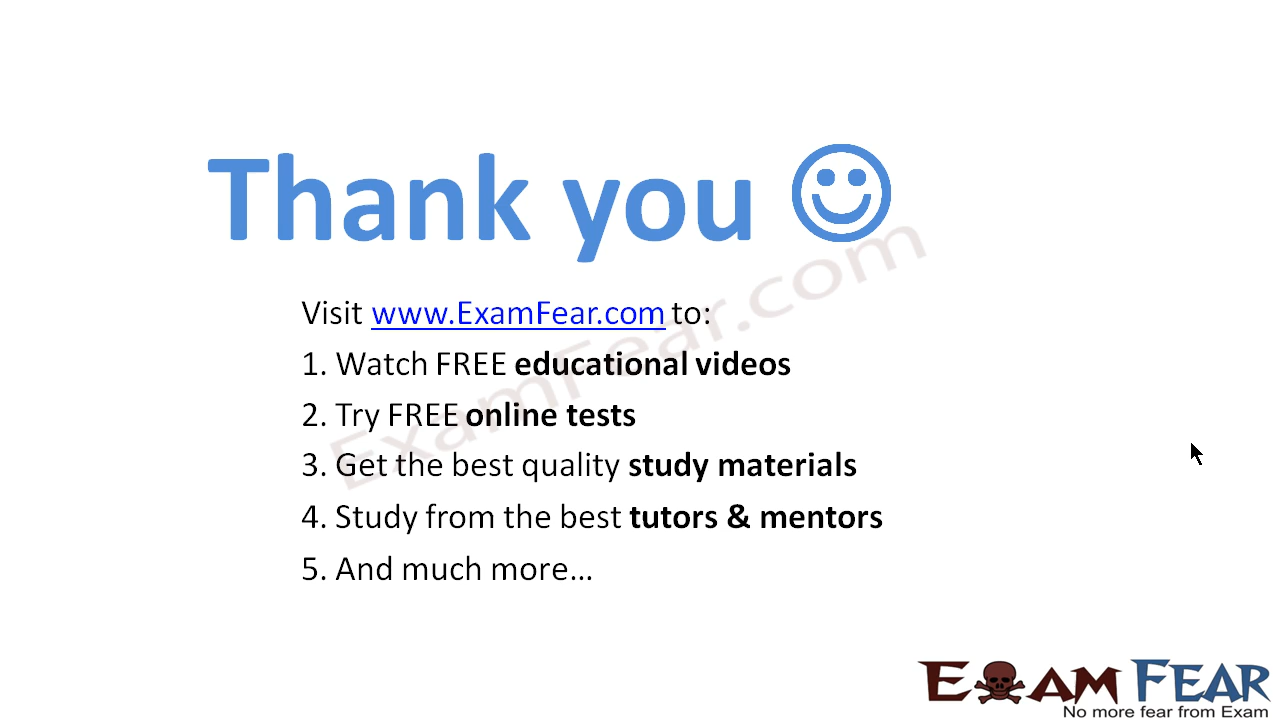 Thank you
Visit www.ExamFear.com to:
1. Watch FREE educational videos
2. Try FREE online tests
3. Get the best quality study materials
4. Study from the best tutors & mentors
5. And much more...
ExamFear.com
EXAM FEAR
No more fear from Exam